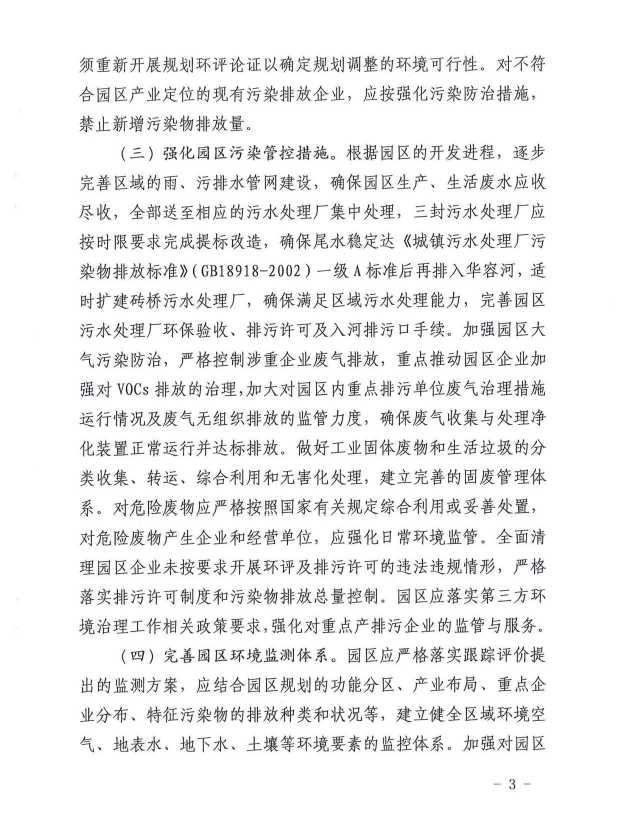 须重新开展规划环评论证以确定规划调整的环境可行性。对不符
合园区产业定位的现有污染排放企业，应按强化污染防治措施，
禁止新增污染物排放量。
（三）强化园区污染管控措施。根据园区的开发进程，逐步
完善区域的雨、污排水管网建设，确保园区生产、生活废水应收
尽收，全部送至相应的污水处理厂集中处理，三封污水处理厂应
按时限要求完成提标改造，确保尾水稳定达《城镇污水处理厂污
染物排放标准》（GB18918-2002）一级 A 标准后再排入华容河，适
时扩建砖桥污水处理厂，确保满足区域污水处理能力，完善园区
污水处理厂环保验收、排污许可及入河排污口手续。加强园区大
气污染防治，严格控制涉重企业废气排放，重点推动园区企业加
强对 VOCs 排放的治理,加大对园区内重点排污单位废气治理措施
运行情况及废气无组织排放的监管力度，确保废气收集与处理净
化装置正常运行并达标排放。做好工业固体废物和生活垃圾的分
类收集、转运、综合利用和无害化处理，建立完善的固废管理体
系。对危险废物应严格按照国家有关规定综合利用或妥善处置，
对危险废物产生企业和经营单位，应强化日常环境监管。全面清
理园区企业未按要求开展环评及排污许可的违法违规情形，严格
落实排污许可制度和污染物排放总量控制。园区应落实第三方环
境治理工作相关政策要求,强化对重点产排污企业的监管与服务。
（四）完善园区环境监测体系。园区应严格落实跟踪评价提
出的监测方案，应结合园区规划的功能分区、产业布局、重点企
业分布、特征污染物的排放种类和状况等，建立健全区域环境空
气、地表水、地下水、土壤等环境要素的监控体系。加强对园区
- 3 -